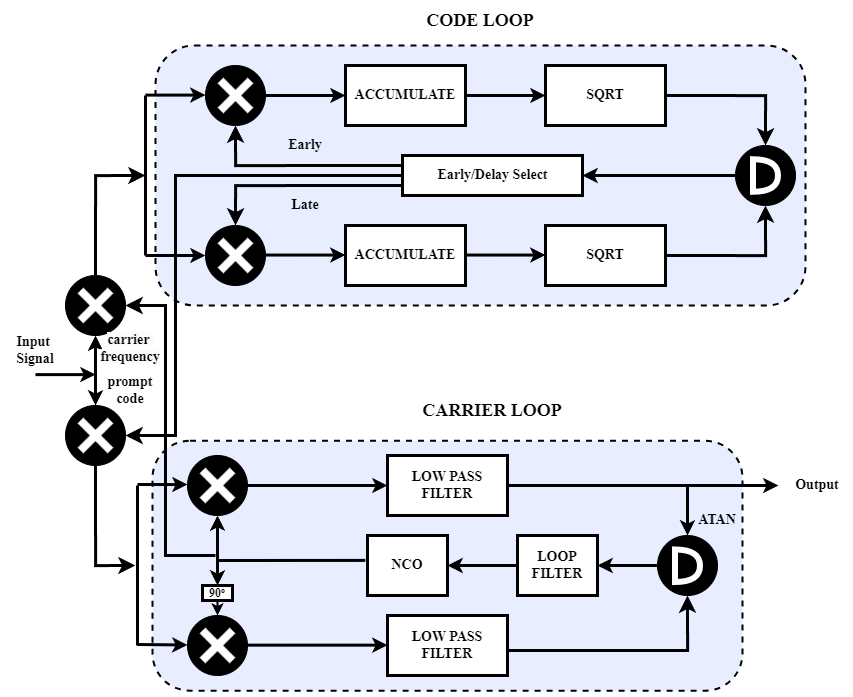 CODE LOOP
ACCUMULATE
SQRT
Early
Early/Delay Select
D
Late
ACCUMULATE
SQRT
Input
Signal
carrier
frequency
prompt
code
CARRIER LOOP
LOW PASS
FILTER
Output
ATAN
NCO
LOOP
FILTER
D
90°
LOW PASS
FILTER